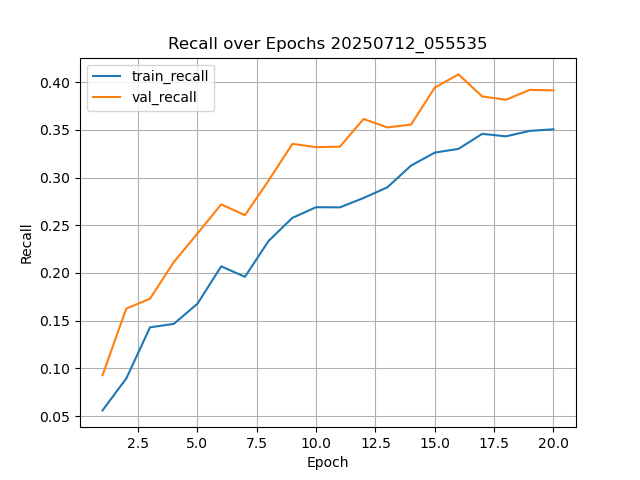 Recall over Epochs 20250712_055535
train_recall
val_recall
0.40
0.35
0.30
0.25
0.20
0.15
0.10
0.05
Recall
2.5 5.0 7.5 10.0 12.5 15.0 17.5 20.0
Epoch